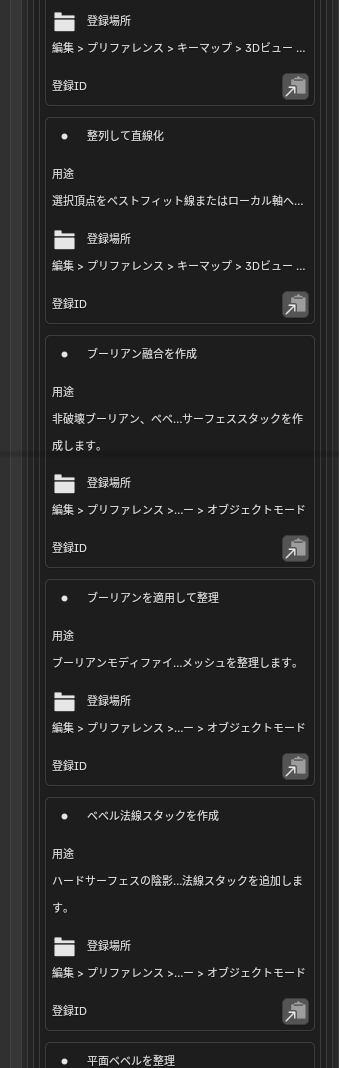 登録場所
編集 > プリファレンス > キーマップ > 3Dビュー ...
登録ID
整列して直線化
用途
選択頂点をベストフィット線またはローカル軸へ...
登録場所
編集 > プリファレンス > キーマップ > 3Dビュー ...
登録ID
ブーリアン融合を作成
用途
非破壊ブーリアン、ベベ...サーフェススタックを作
成します。
登録場所
編集 > プリファレンス >...ー > オブジェクトモード
登録ID
ブーリアンを適用して整理
用途
ブーリアンモディファイ...メッシュを整理します。
登録場所
編集 > プリファレンス >...ー > オブジェクトモード
登録ID
ベベル法線スタックを作成
用途
ハードサーフェスの陰影...法線スタックを追加しま
す。
登録場所
編集 > プリファレンス >...ー > オブジェクトモード
登録ID
平面ベベルを整理